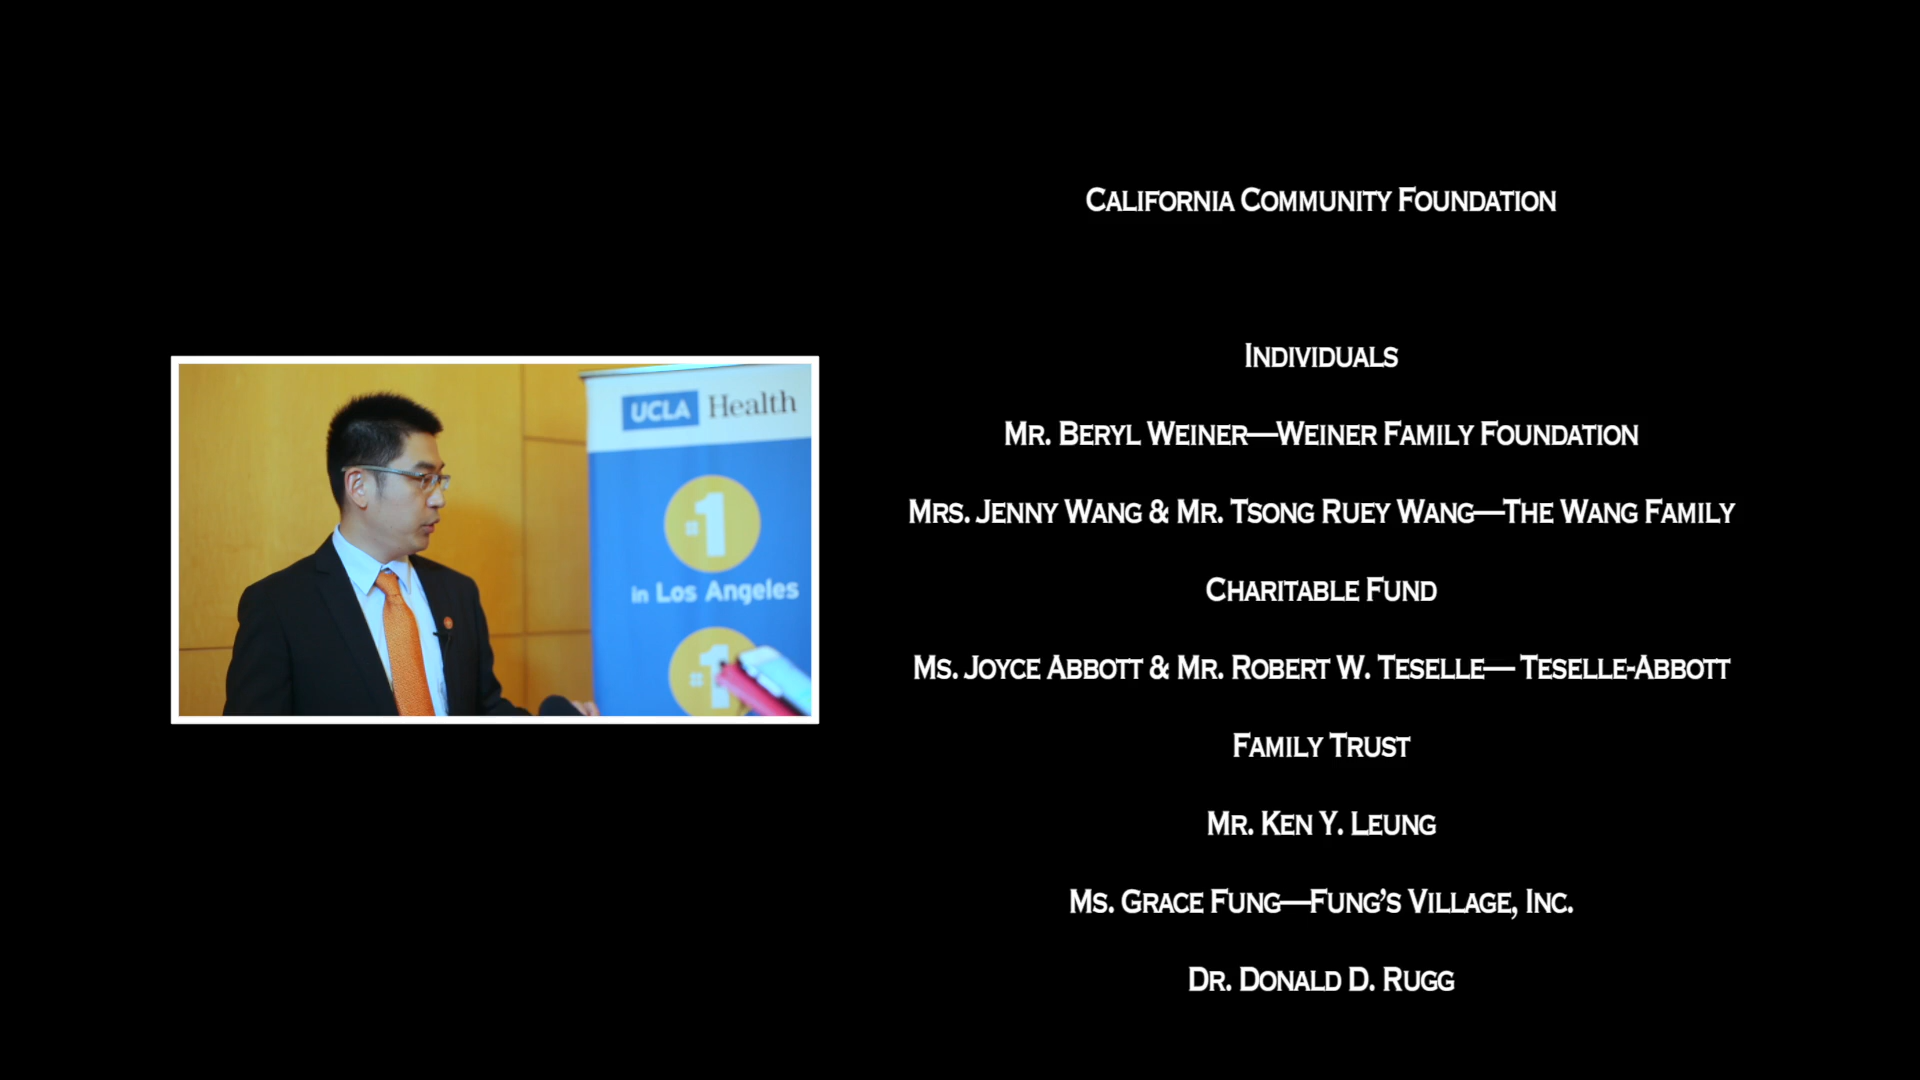 UCLA Health
#1
in Los Angeles
#1
California Community Foundation
Individuals
Mr. Beryl Weiner—Weiner Family Foundation
Mrs. Jenny Wang & Mr. Tsong Ruey Wang—The Wang Family
Charitable Fund
Ms. Joyce Abbott & Mr. Robert W. Teselle— Teselle-Abbott
Family Trust
Mr. Ken Y. Leung
Ms. Grace Fung—Fung’s Village, Inc.
Dr. Donald D. Rugg